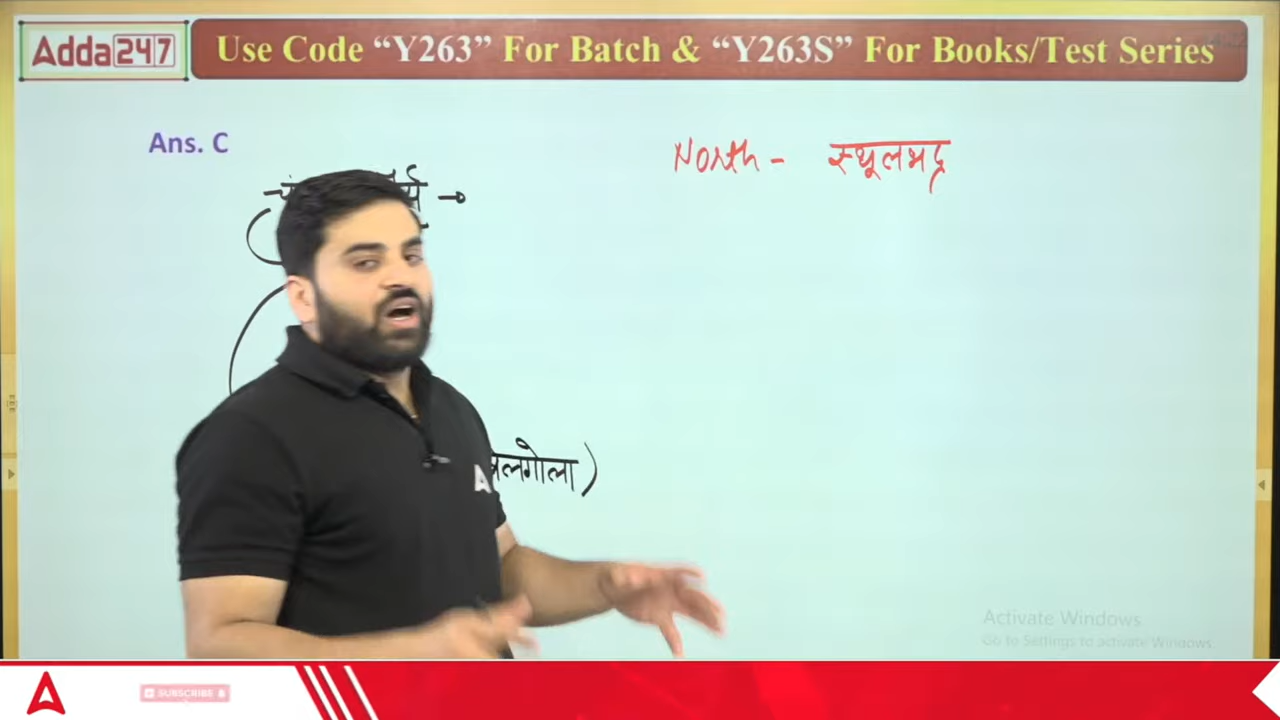 Adda247
Use Code “Y263” For Batch & “Y263S” For Books/Test Series
Ans. C
North - स्थूलभद्र
बेलगोला)
Activate Windows
Go to Settings to activate Windows.
SUBSCRIBE